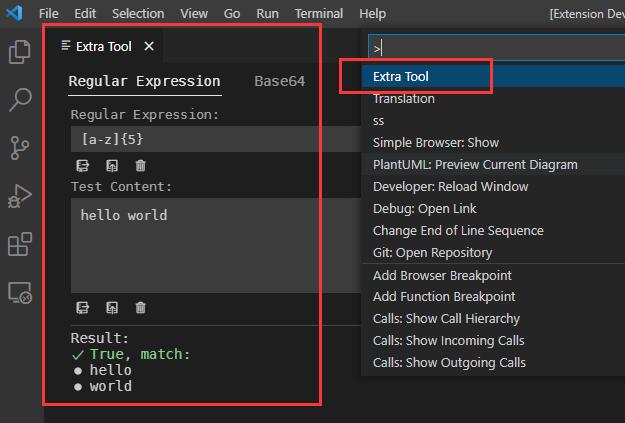 File Edit Selection View Go Run Terminal Help [Extension Dev
Extra Tool
>
Regular Expression Base64
Regular Expression:
[a-z]{5}
Test Content:
hello world
Result:
True, match:
hello
world
Extra Tool
Translation
ss
Simple Browser: Show
PlantUML: Preview Current Diagram
Developer: Reload Window
Debug: Open Link
Change End of Line Sequence
Git: Open Repository
Add Browser Breakpoint
Add Function Breakpoint
Calls: Show Call Hierarchy
Calls: Show Incoming Calls
Calls: Show Outgoing Calls